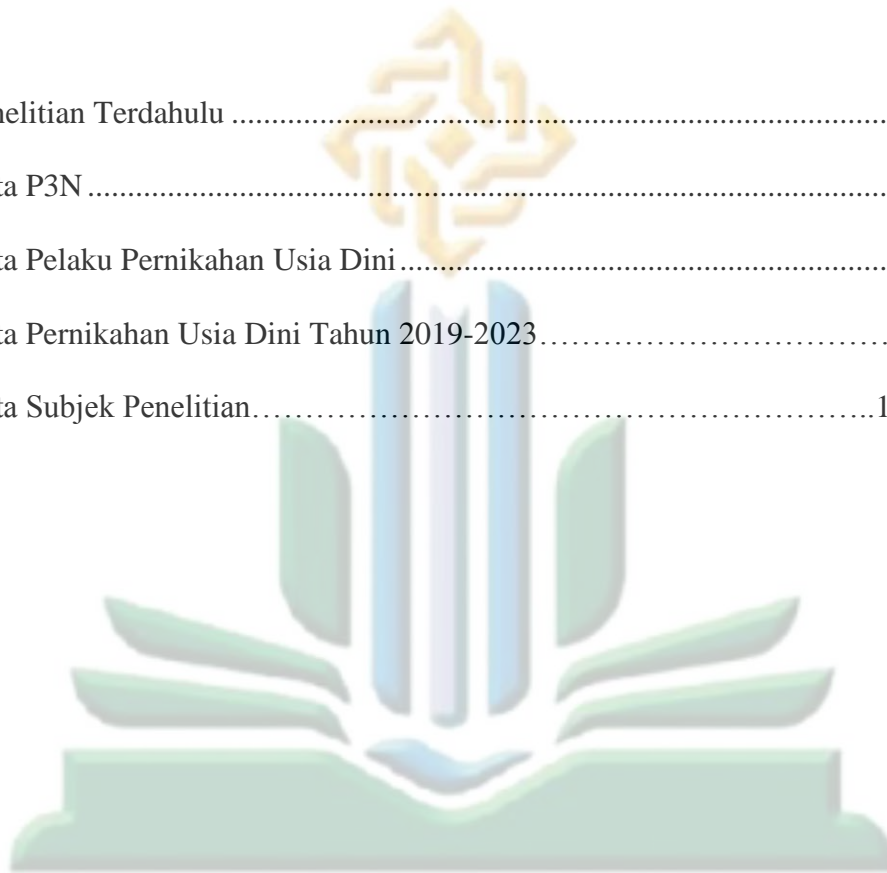 nelitian Terdahulu ...................................................................................
ta P3N .....................................................................................................
ta Pelaku Pernikahan Usia Dini .............................................................
ta Pernikahan Usia Dini Tahun 2019-2023……………………………
ta Subjek Penelitian……………………………………………………..1